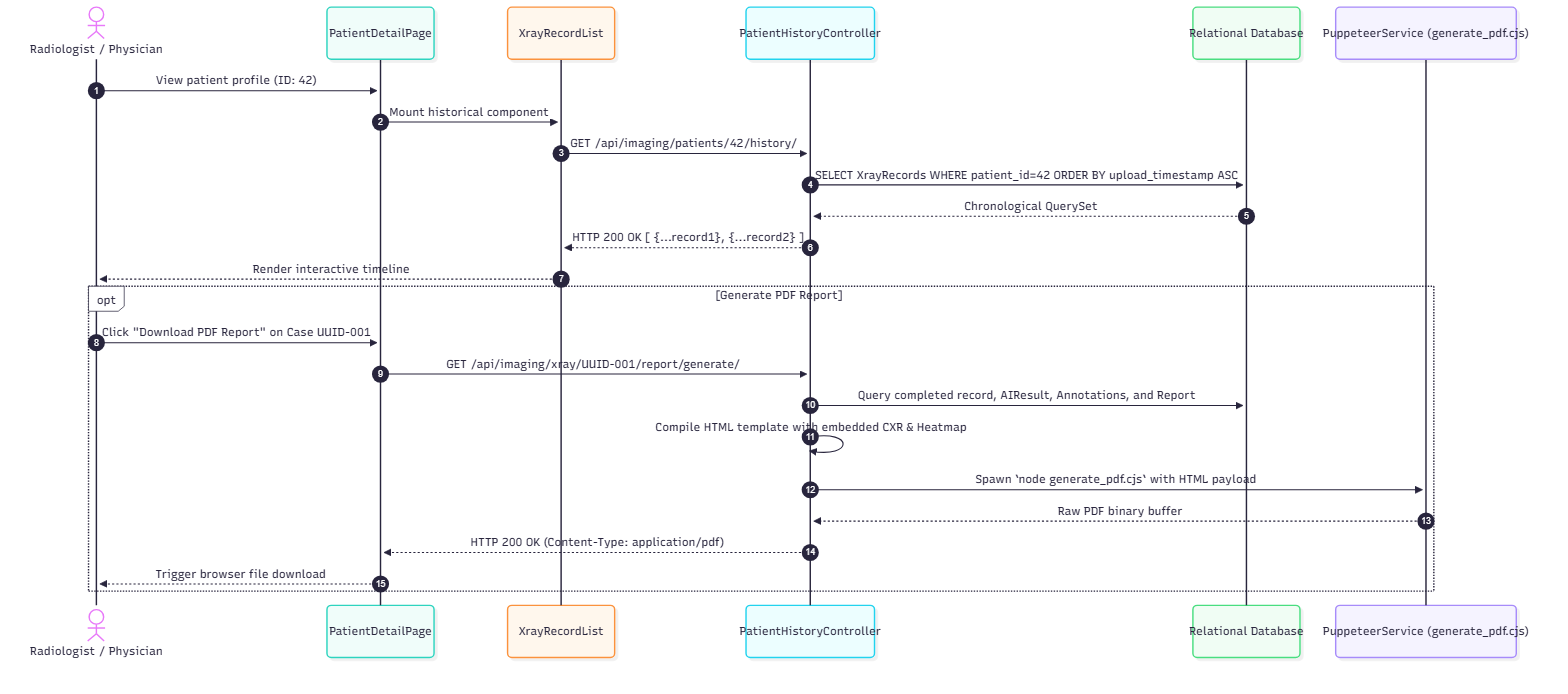 Radiologist / Physician
PatientDetailPage
XrayRecordList
PatientHistoryController
Relational Database
PuppeteerService (generate_pdf.cjs)
1
View patient profile (ID: 42)
2
Mount historical component
3
GET /api/imaging/patients/42/history/
4
SELECT XrayRecords WHERE patient_id=42 ORDER BY upload_timestamp ASC
Chronological QuerySet
5
HTTP 200 OK [ {...record1}, {...record2} ]
6
Render interactive timeline
7
opt
[Generate PDF Report]
8
Click "Download PDF Report" on Case UUID-001
9
GET /api/imaging/xray/UUID-001/report/generate/
10
Query completed record, AIResult, Annotations, and Report
Compile HTML template with embedded CXR & Heatmap
11
12
Spawn `node generate_pdf.cjs` with HTML payload
Raw PDF binary buffer
13
HTTP 200 OK (Content-Type: application/pdf)
14
Trigger browser file download
15
Radiologist / Physician
PatientDetailPage
XrayRecordList
PatientHistoryController
Relational Database
PuppeteerService (generate_pdf.cjs)